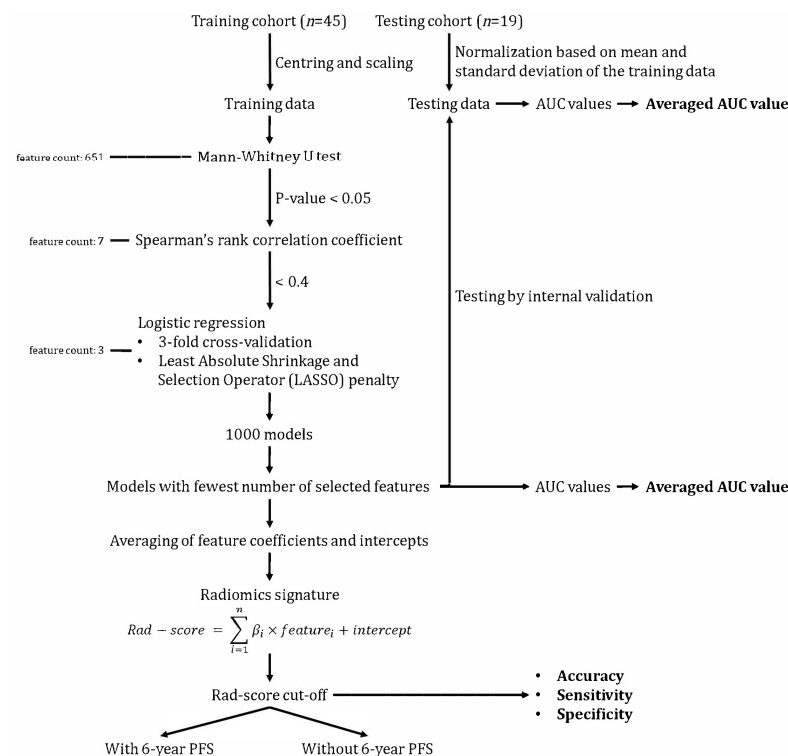 Training cohort (n=45)
Testing cohort (n=19)
Centring and scaling
Normalization based on mean and
standard deviation of the training data
Training data
Testing data
AUC values
Averaged AUC value
feature count: 651
Mann-Whitney U test
P-value < 0.05
feature count: 7
Spearman's rank correlation coefficient
< 0.4
Testing by internal validation
Logistic regression
• 3-fold cross-validation
feature count: 3
• Least Absolute Shrinkage and
Selection Operator (LASSO) penalty
1000 models
Models with fewest number of selected features
AUC values
Averaged AUC value
Averaging of feature coefficients and intercepts
Radiomics signature
Rad − score = ∑ᵢ₌₁ⁿ βᵢ × featureᵢ + intercept
Rad-score cut-off
• Accuracy
• Sensitivity
• Specificity
With 6-year PFS
Without 6-year PFS